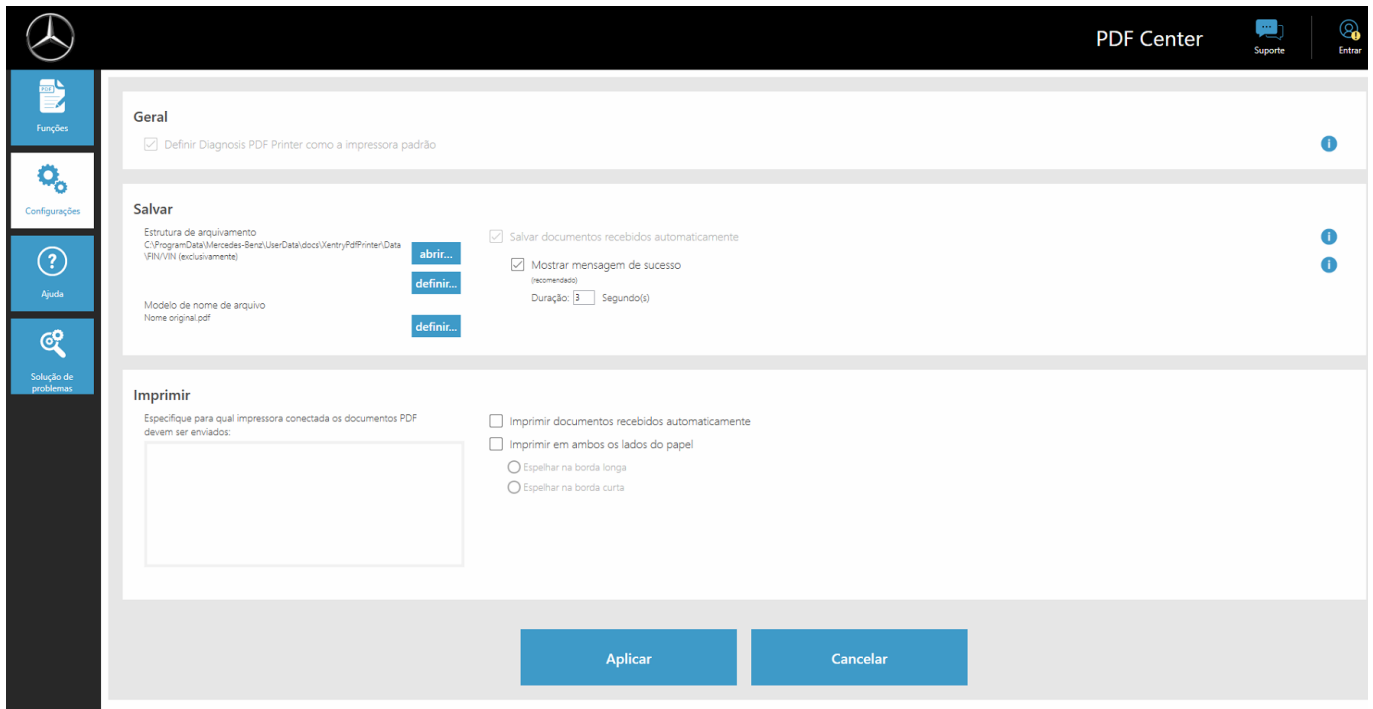 PDF Center
Suporte
Entrar
PDF
Funções
Configurações
Ajuda
Solução de
problemas
Geral
Definir Diagnosis PDF Printer como a impressora padrão
Salvar
Estrutura de arquivamento
C:\ProgramData\Mercedes-Benz\UserData\docs\XentryPdfPrinter\Data
\FIN/VIN (exclusivamente)
abrir...
definir...
Modelo de nome de arquivo
Nome original.pdf
definir...
Salvar documentos recebidos automaticamente
Mostrar mensagem de sucesso
(recomendado)
Duração: 3 Segundo(s)
Imprimir
Especifique para qual impressora conectada os documentos PDF
devem ser enviados:
Imprimir documentos recebidos automaticamente
Imprimir em ambos os lados do papel
Espelhar na borda longa
Espelhar na borda curta
Aplicar
Cancelar